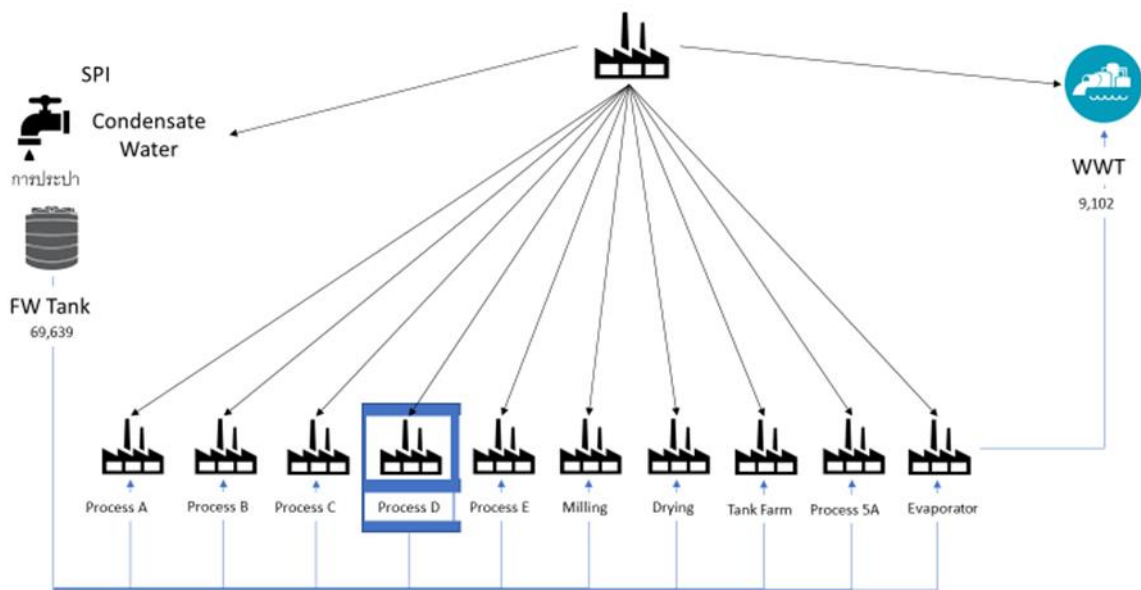 SPI
Condensate
Water
การประปา
FW Tank
69,639
WWT
9,102
Process A
Process B
Process C
Process D
Process E
Milling
Drying
Tank Farm
Process 5A
Evaporator